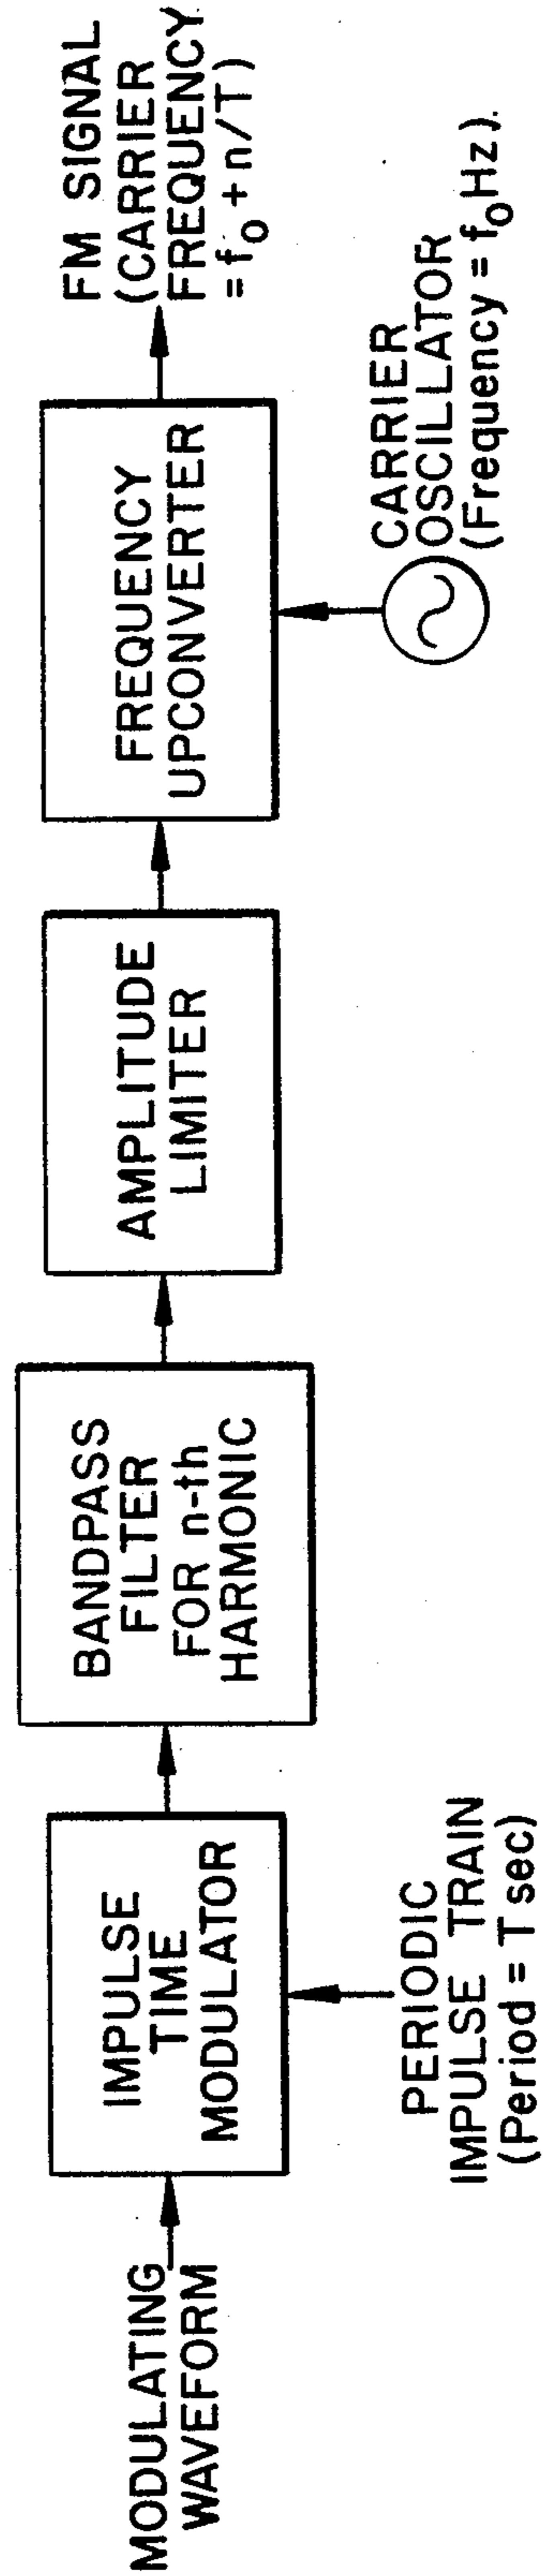 MODULATING
WAVEFORM
IMPULSE
TIME
MODULATOR
PERIODIC
IMPULSE TRAIN
(Period = T sec)
BANDPASS
FILTER
FOR n-th
HARMONIC
AMPLITUDE
LIMITER
FREQUENCY
UPCONVERTER
CARRIER
OSCILLATOR
(Frequency = f₀ Hz).
FM SIGNAL
(CARRIER
FREQUENCY
= f₀ + n/T)